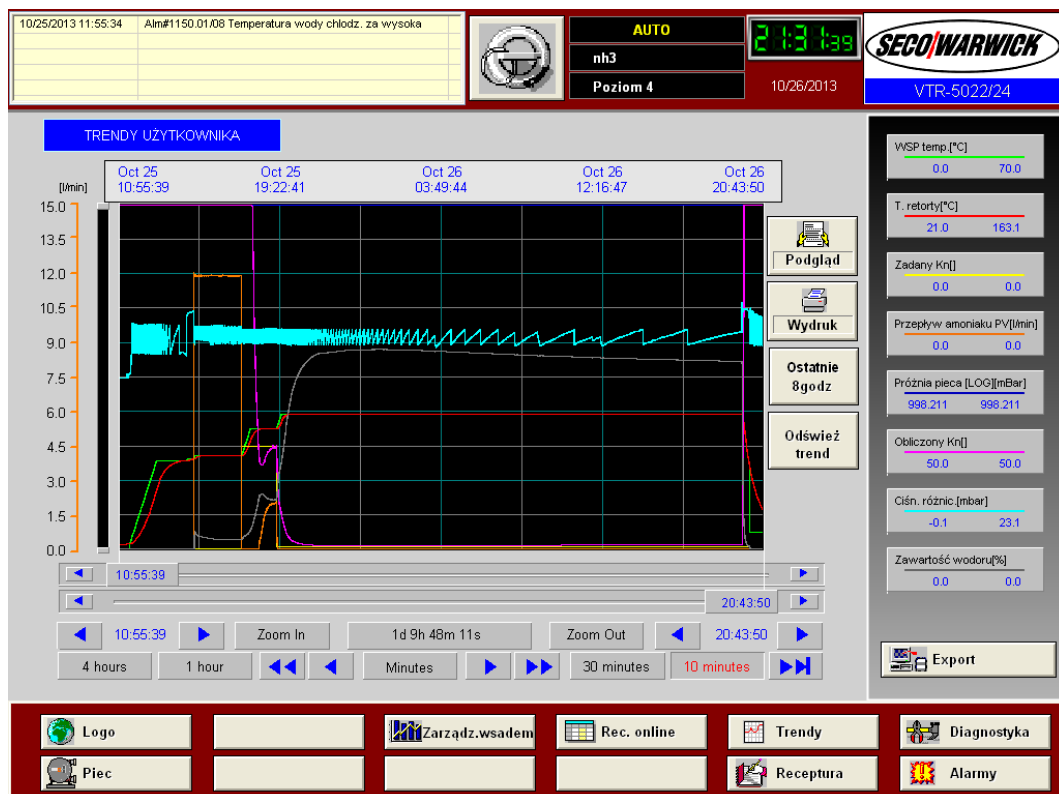 10/25/2013 11:55:34 Alm#1150.01/08 Temperatura wody chlodz. za wysoka
AUTO
nh3
Poziom 4
21:31:39
10/26/2013
SECO/WARWICK
VTR-5022/24
TRENDY UŻYTKOWNIKA
Oct 25 Oct 25 Oct 26 Oct 26 Oct 26
10:55:39 19:22:41 03:49:44 12:16:47 20:43:50
[l/min]
15.0
13.5
12.0
10.5
9.0
7.5
6.0
4.5
3.0
1.5
0.0
Podgląd
Wydruk
Ostatnie
8godz
Odśwież
trend
WSP temp.[°C]
0.0 70.0
T. retorty[°C]
21.0 163.1
Zadany Kn[]
0.0 0.0
Przepływ amoniaku PV[l/min]
0.0 0.0
Próżnia pieca [LOG][mBar]
998.211 998.211
Obliczony Kn[]
50.0 50.0
Ciśn. różnic.[mbar]
-0.1 23.1
Zawartość wodoru[%]
0.0 0.0
10:55:39
20:43:50
10:55:39 Zoom In 1d 9h 48m 11s Zoom Out 20:43:50
4 hours 1 hour Minutes 30 minutes 10 minutes
Export
Logo Zarządz.wsadem Rec. online Trendy Diagnostyka
Piec Receptura Alarmy